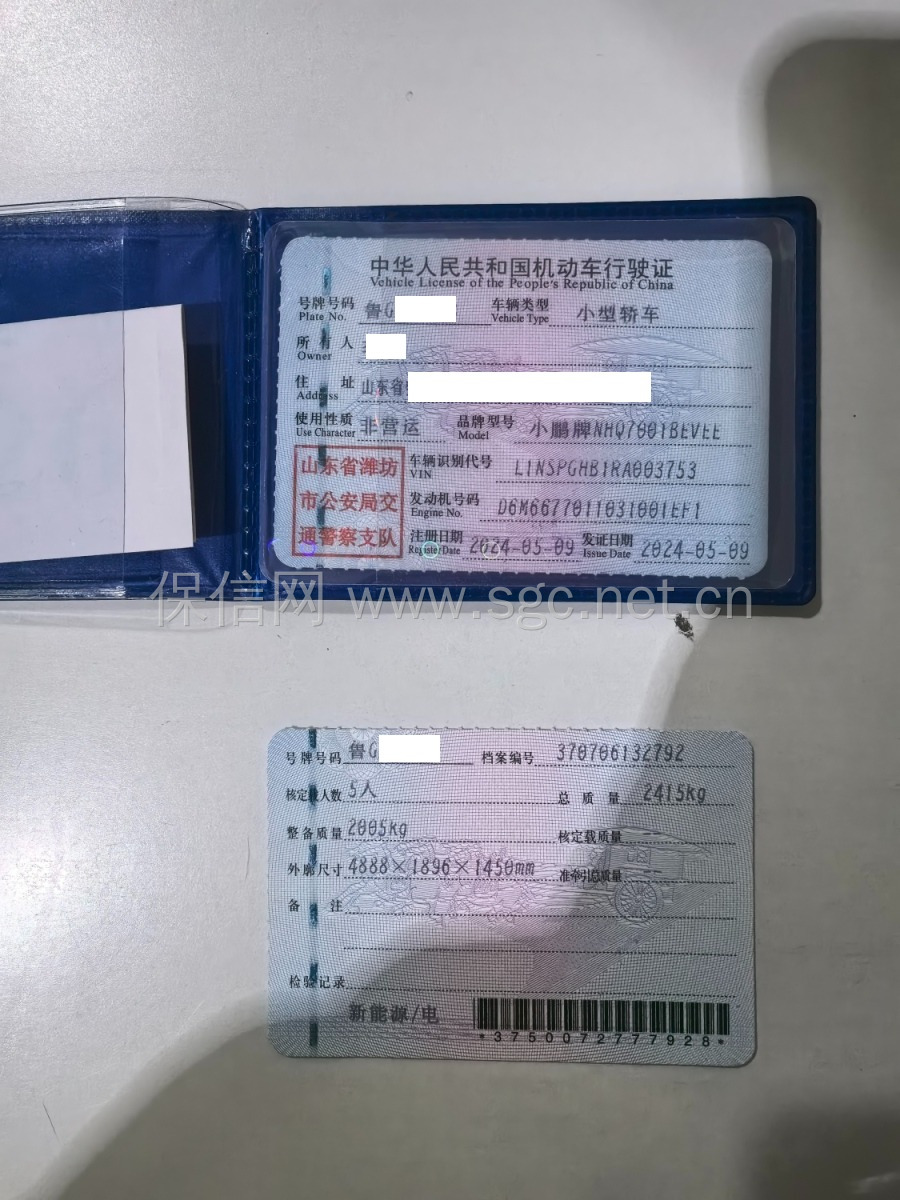 中华人民共和国机动车行驶证
Vehicle License of the People's Republic of China
号牌号码 鲁G 车辆类型 小型轿车
Plate No. Vehicle Type
所有人
Owner
住址 山东省
Address
使用性质 非营运 品牌型号 小鹏牌NHQ7001BEVEE
Use Character Model
山东省潍坊
市公安局交
通警察支队
车辆识别代号 L1NSPGHB1RA003753
VIN
发动机号码 D6M6677011031001EF1
Engine No.
注册日期 2024-05-09 发证日期 2024-05-09
Register Date Issue Date
保信网 www.sgc.net.cn
号牌号码 鲁G 档案编号 370706132792
核定载人数 5人 总质量 2415kg
整备质量 2005kg 核定载质量
外廓尺寸 4888×1896×1450mm 准牵引总质量
备注
检验记录
新能源/电
*3750072777928*